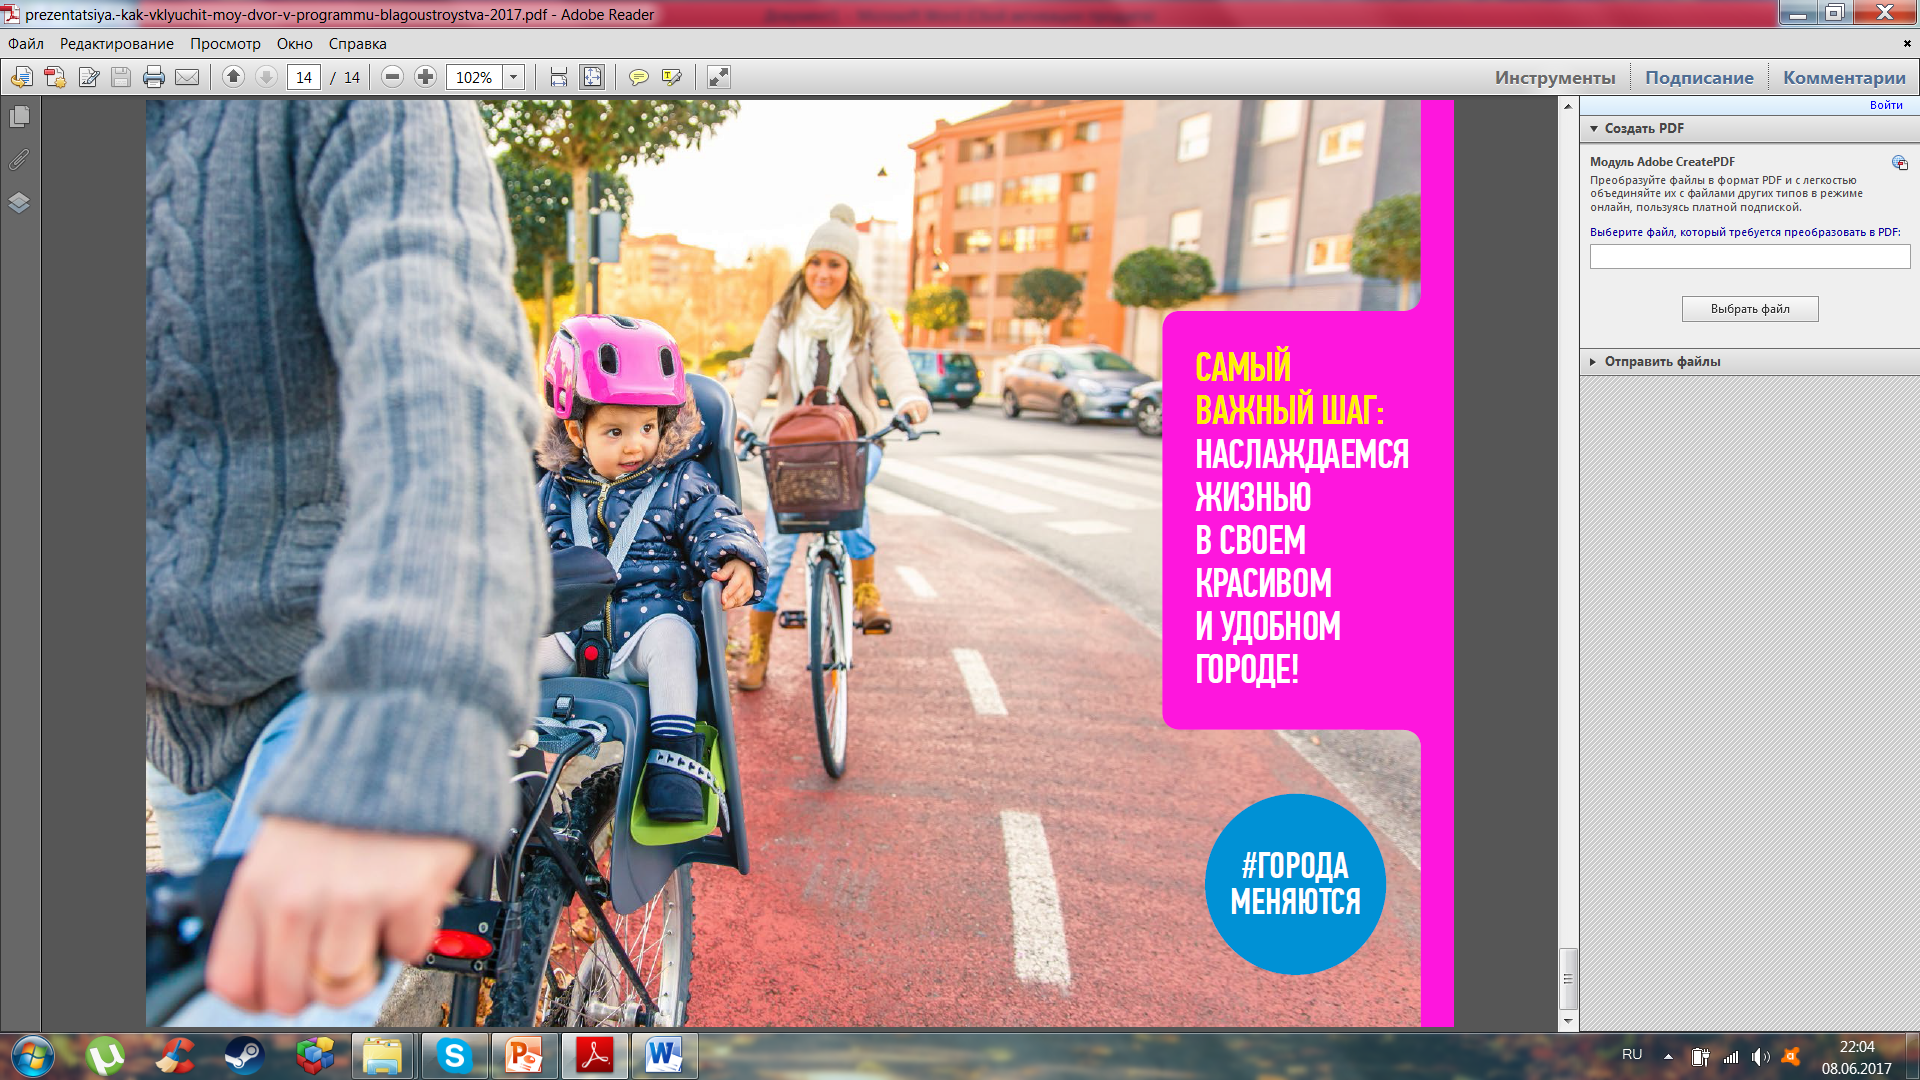 prezentatsiya.-kak-vklyuchit-moy-dvor-v-programmu-blagoustroystva-2017.pdf - Adobe Reader
Файл Редактирование Просмотр Окно Справка
14 / 14 102% Инструменты Подписание Комментарии
Войти
Создать PDF
Модуль Adobe CreatePDF
Преобразуйте файлы в формат PDF и с легкостью
объединяйте их с файлами других типов в режиме
онлайн, пользуясь платной подпиской.
Выберите файл, который требуется преобразовать в PDF:
Выбрать файл
Отправить файлы
САМЫЙ
ВАЖНЫЙ ШАГ:
НАСЛАЖДАЕМСЯ
ЖИЗНЬЮ
В СВОЕМ
КРАСИВОМ
И УДОБНОМ
ГОРОДЕ!
#ГОРОДА
МЕНЯЮТСЯ
RU
22:04
08.06.2017